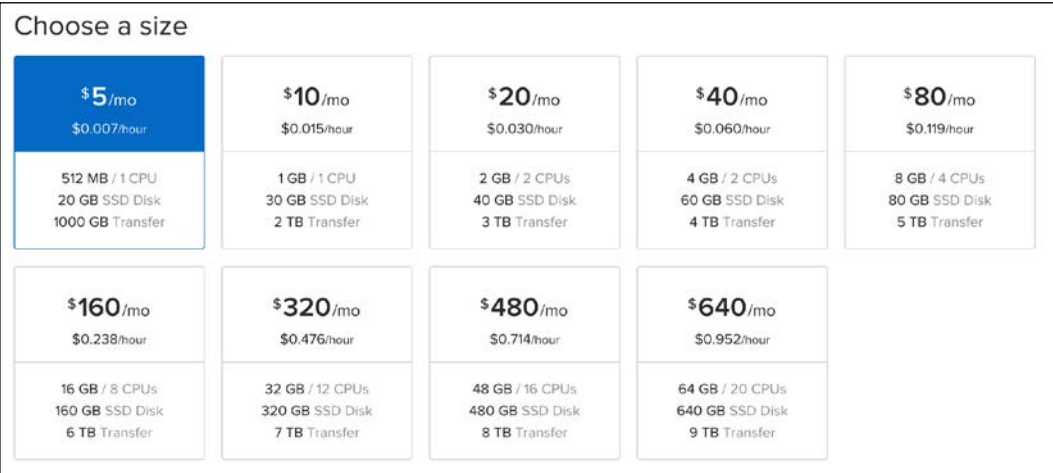 Choose a size
$5/mo
$0.007/hour
512 MB / 1 CPU
20 GB SSD Disk
1000 GB Transfer
$10/mo
$0.015/hour
1 GB / 1 CPU
30 GB SSD Disk
2 TB Transfer
$20/mo
$0.030/hour
2 GB / 2 CPUs
40 GB SSD Disk
3 TB Transfer
$40/mo
$0.060/hour
4 GB / 2 CPUs
60 GB SSD Disk
4 TB Transfer
$80/mo
$0.119/hour
8 GB / 4 CPUs
80 GB SSD Disk
5 TB Transfer
$160/mo
$0.238/hour
16 GB / 8 CPUs
160 GB SSD Disk
6 TB Transfer
$320/mo
$0.476/hour
32 GB / 12 CPUs
320 GB SSD Disk
7 TB Transfer
$480/mo
$0.714/hour
48 GB / 16 CPUs
480 GB SSD Disk
8 TB Transfer
$640/mo
$0.952/hour
64 GB / 20 CPUs
640 GB SSD Disk
9 TB Transfer